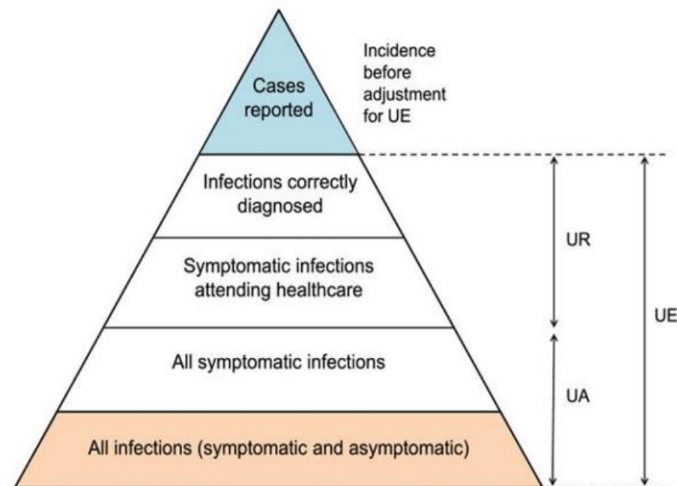 Cases
reported
Incidence
before
adjustment
for UE
Infections correctly
diagnosed
UR
Symptomatic infections
attending healthcare
UE
All symptomatic infections
UA
All infections (symptomatic and asymptomatic)